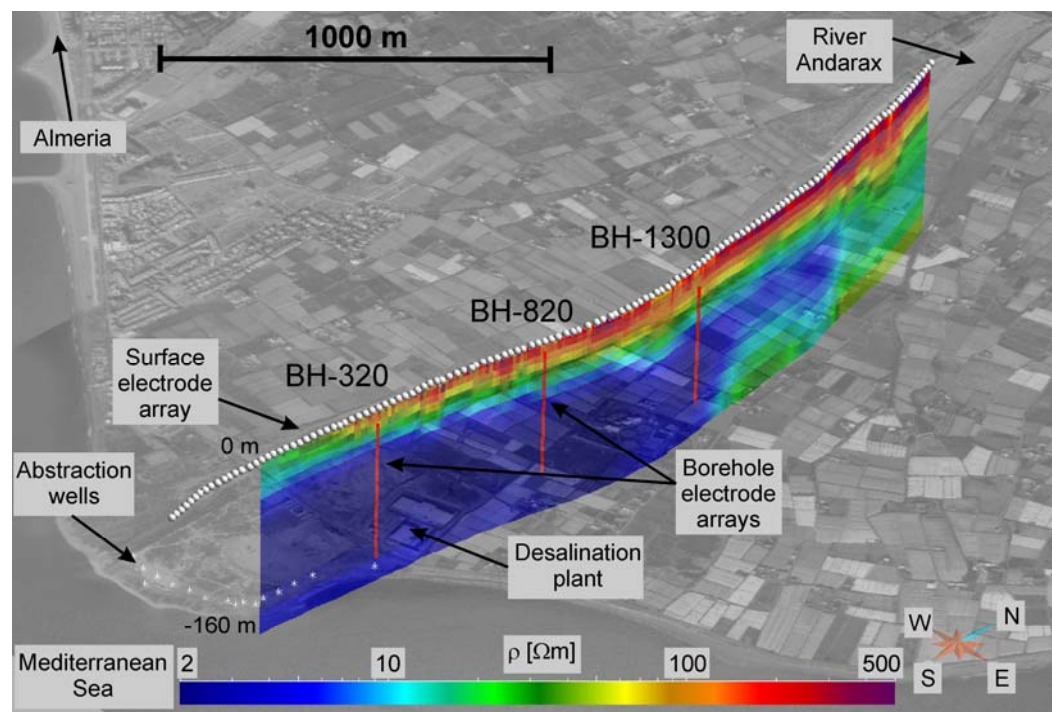 1000 m
River
Andarax
Almeria
BH-1300
BH-820
BH-320
Surface
electrode
array
0 m
Abstraction
wells
Borehole
electrode
arrays
Desalination
plant
-160 m
W
N
S
E
Mediterranean
Sea
2
10
ρ [Ωm]
100
500